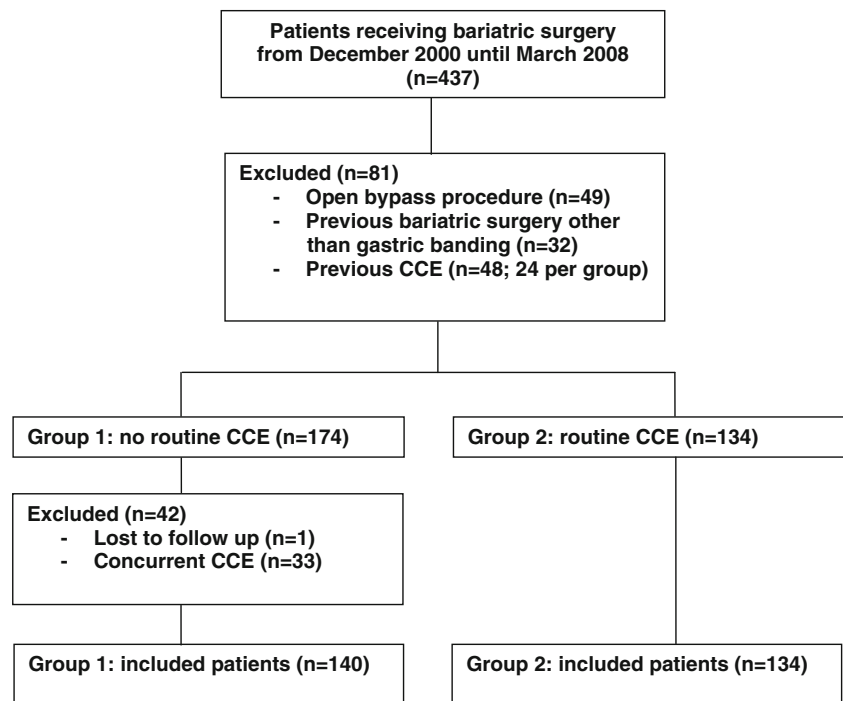 Patients receiving bariatric surgery
from December 2000 until March 2008
(n=437)
Excluded (n=81)
- Open bypass procedure (n=49)
- Previous bariatric surgery other
than gastric banding (n=32)
- Previous CCE (n=48; 24 per group)
Group 1: no routine CCE (n=174)
Group 2: routine CCE (n=134)
Excluded (n=42)
- Lost to follow up (n=1)
- Concurrent CCE (n=33)
Group 1: included patients (n=140)
Group 2: included patients (n=134)